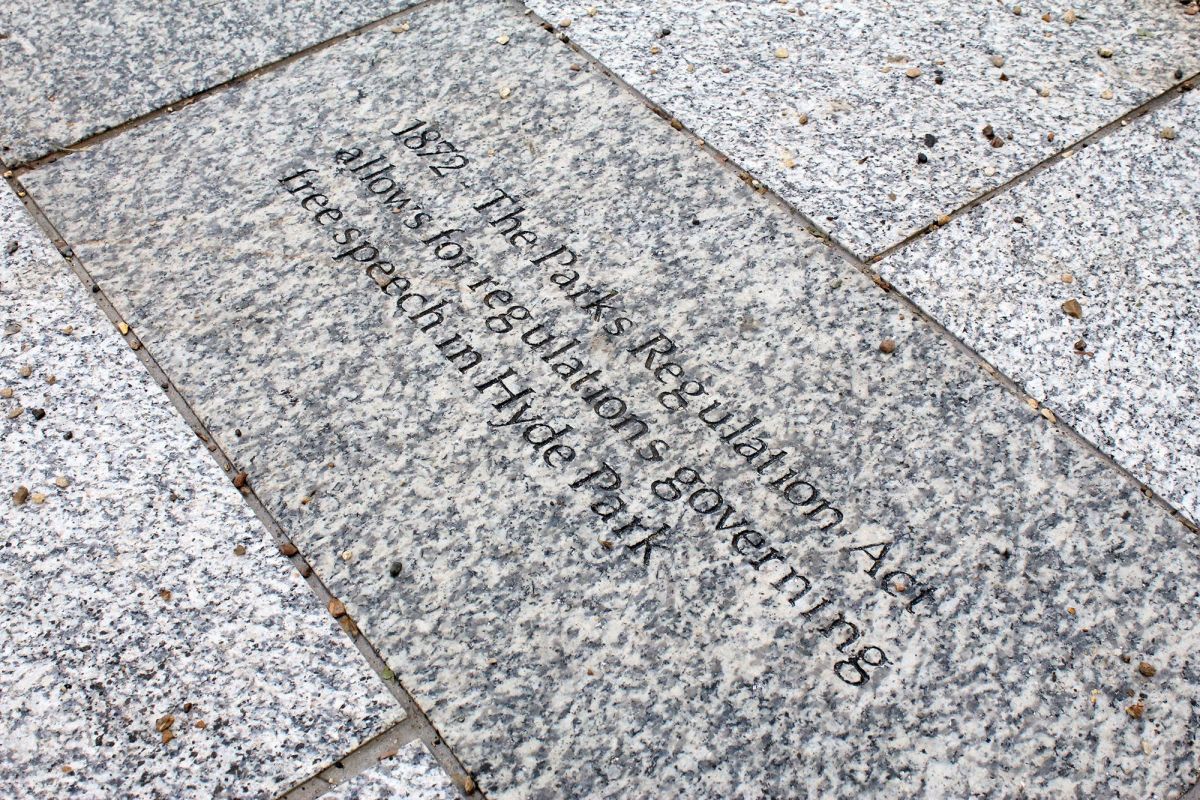 1872 - The Parks Regulation Act
allows for regulations governing
free speech in Hyde Park